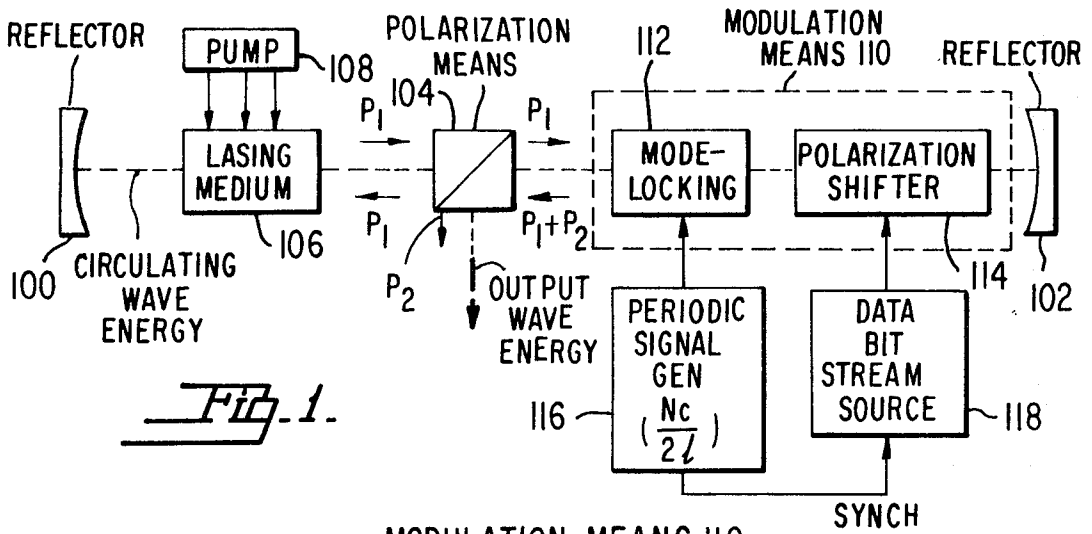 REFLECTOR
PUMP
108
POLARIZATION
MEANS
104
112
MODULATION
MEANS 110
REFLECTOR
P1
P1
LASING
MEDIUM
MODE-
LOCKING
POLARIZATION
SHIFTER
P1
P1+P2
106
P2
100
CIRCULATING
WAVE
ENERGY
OUTPUT
WAVE
ENERGY
114
102
PERIODIC
SIGNAL
GEN
(Nc/2l)
116
DATA
BIT
STREAM
SOURCE
118
Fig-1-
SYNCH
MODULATION MEANS 110